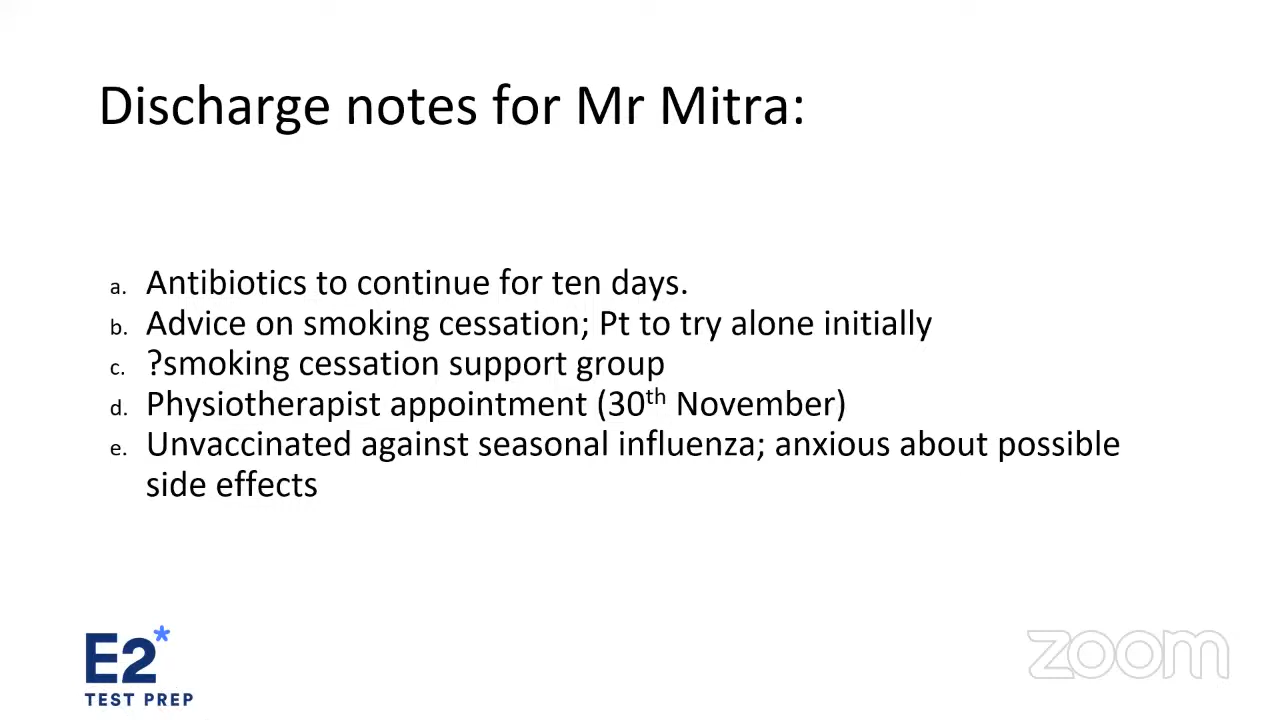 Discharge notes for Mr Mitra:
a. Antibiotics to continue for ten days.
b. Advice on smoking cessation; Pt to try alone initially
c. ?smoking cessation support group
d. Physiotherapist appointment (30th November)
e. Unvaccinated against seasonal influenza; anxious about possible
side effects
E2*
TEST PREP
zoom